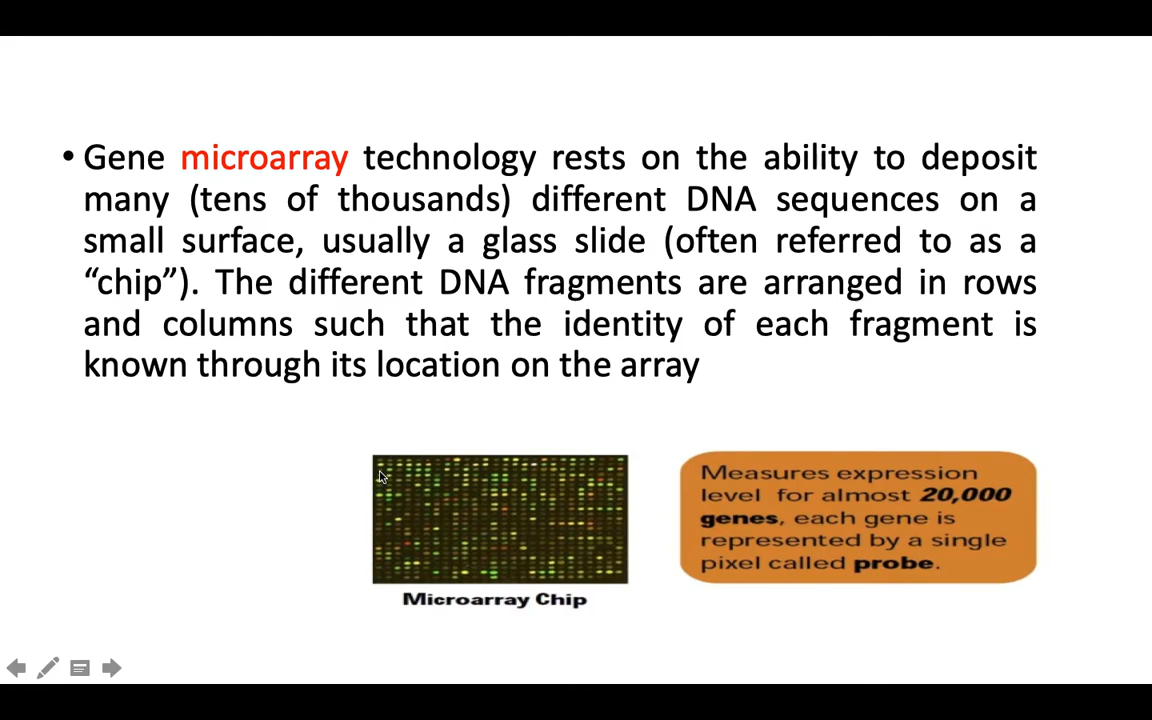 • Gene microarray technology rests on the ability to deposit
many (tens of thousands) different DNA sequences on a
small surface, usually a glass slide (often referred to as a
“chip”). The different DNA fragments are arranged in rows
and columns such that the identity of each fragment is
known through its location on the array
Measures expression
level for almost 20,000
genes, each gene is
represented by a single
pixel called probe.
Microarray Chip